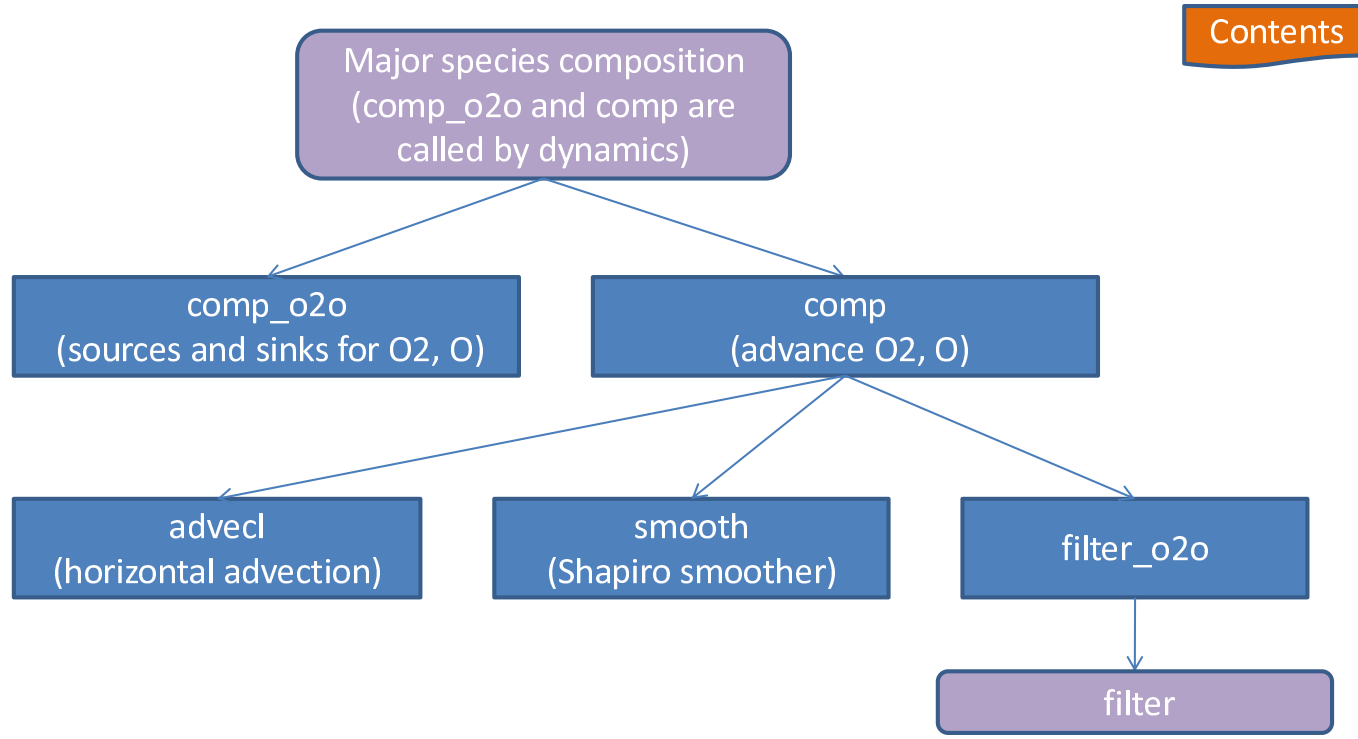 Contents
Major species composition
(comp_o2o and comp are
called by dynamics)
comp_o2o
(sources and sinks for O2, O)
comp
(advance O2, O)
advecl
(horizontal advection)
smooth
(Shapiro smoother)
filter_o2o
filter